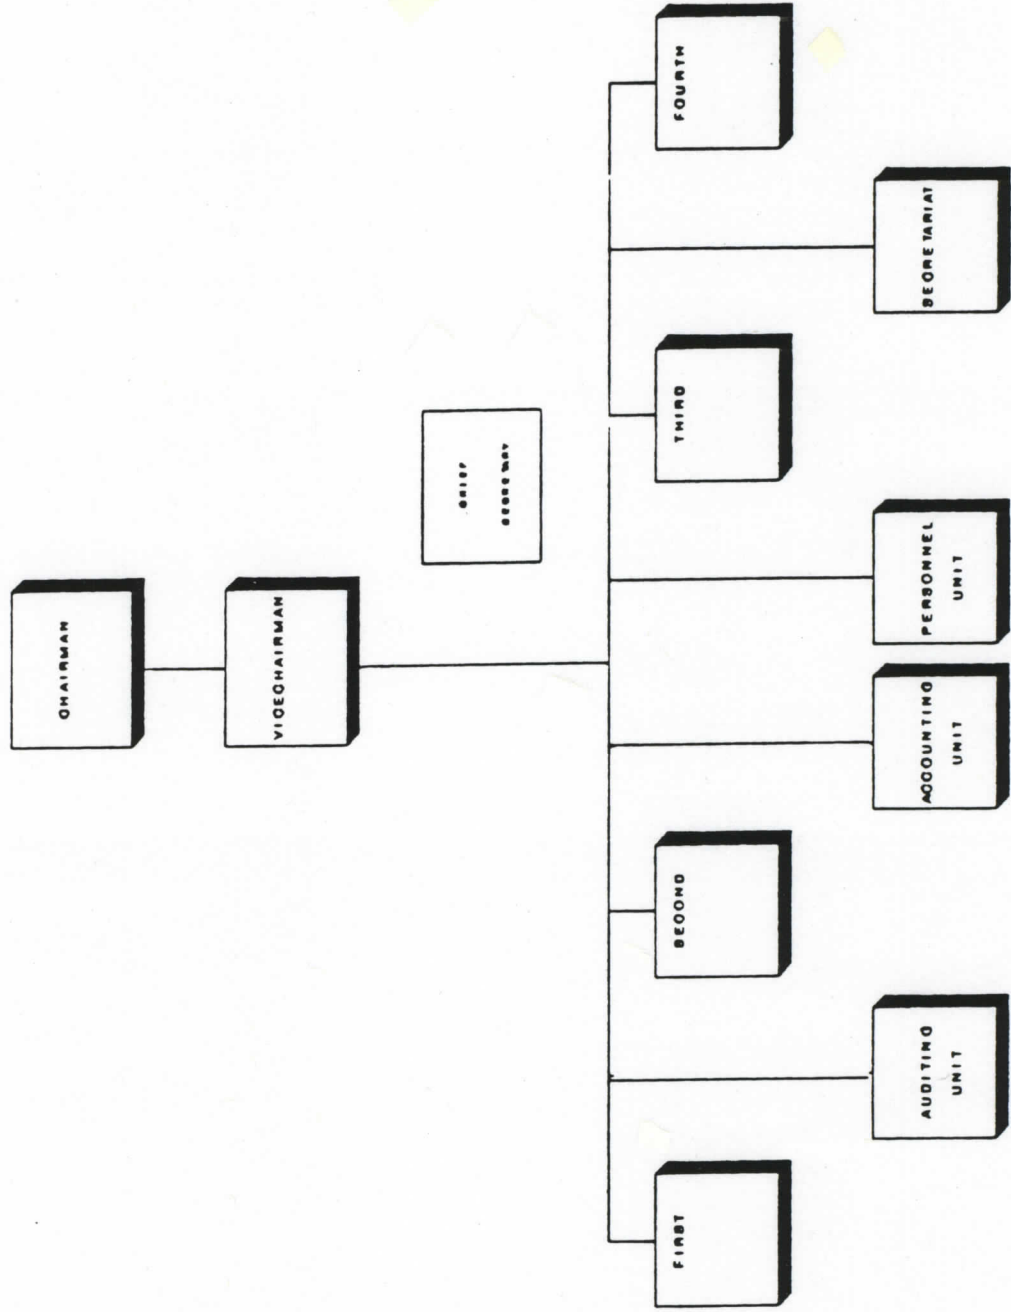 CHAIRMAN
VICECHAIRMAN
CHIEF
SECRETARY
FIRST
SECOND
THIRD
FOURTH
AUDITING
UNIT
ACCOUNTING
UNIT
PERSONNEL
UNIT
SECRETARIAT